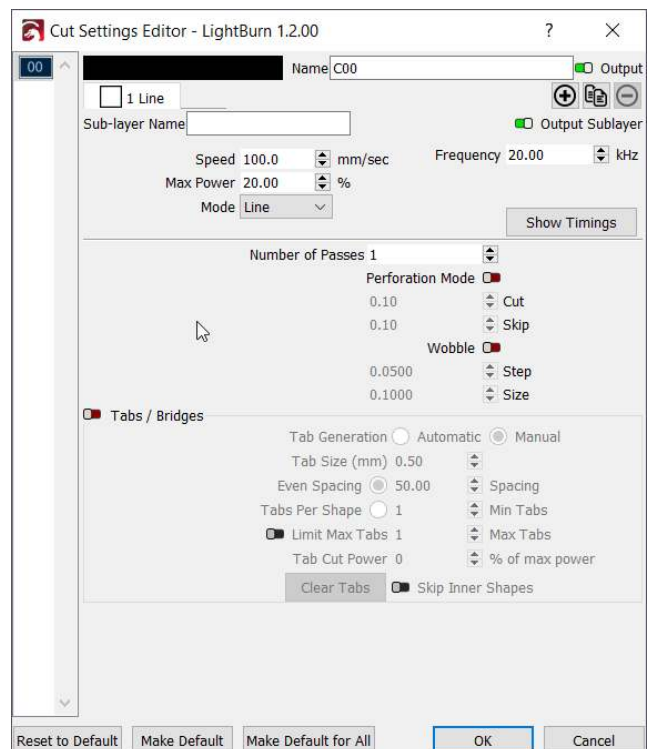 Cut Settings Editor - LightBurn 1.2.00 ?
00 Name C00 Output
1 Line
Sub-layer Name Output Sublayer
Speed 100.0 mm/sec Frequency 20.00 kHz
Max Power 20.00 %
Mode Line
Show Timings
Number of Passes 1
Perforation Mode
0.10 Cut
0.10 Skip
Wobble
0.0500 Step
0.1000 Size
Tabs / Bridges
Tab Generation Automatic Manual
Tab Size (mm) 0.50
Even Spacing 50.00 Spacing
Tabs Per Shape 1 Min Tabs
Limit Max Tabs 1 Max Tabs
Tab Cut Power 0 % of max power
Clear Tabs Skip Inner Shapes
Reset to Default Make Default Make Default for All OK Cancel